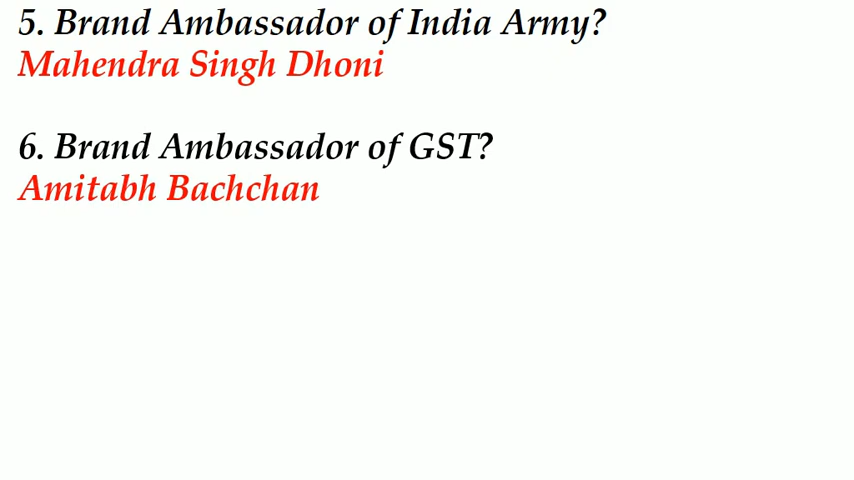 5. Brand Ambassador of India Army?
Mahendra Singh Dhoni
6. Brand Ambassador of GST?
Amitabh Bachchan